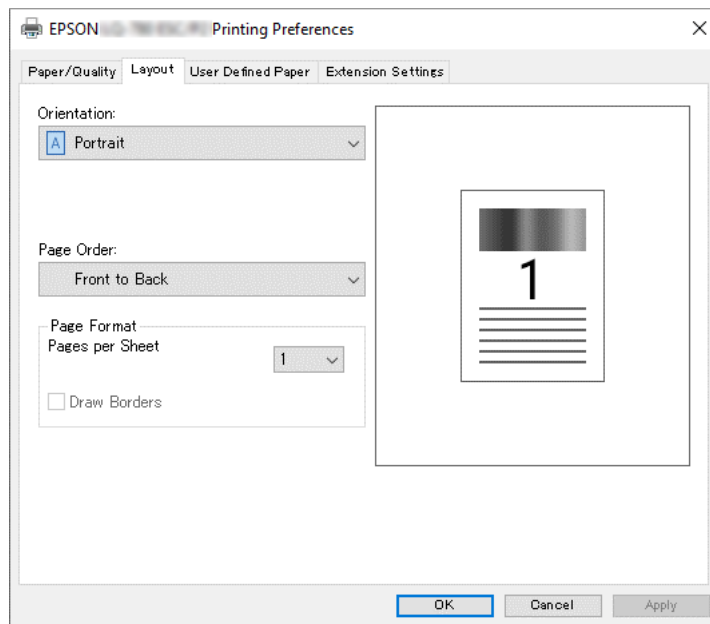 EPSON Printing Preferences
Paper/Quality Layout User Defined Paper Extension Settings
Orientation:
A Portrait
Page Order:
Front to Back
Page Format
Pages per Sheet
1
Draw Borders
1
OK Cancel Apply